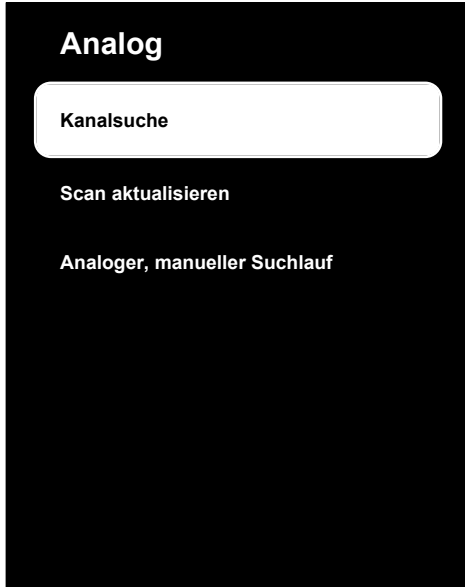 Analog
Kanalsuche
Scan aktualisieren
Analoger, manueller Suchlauf